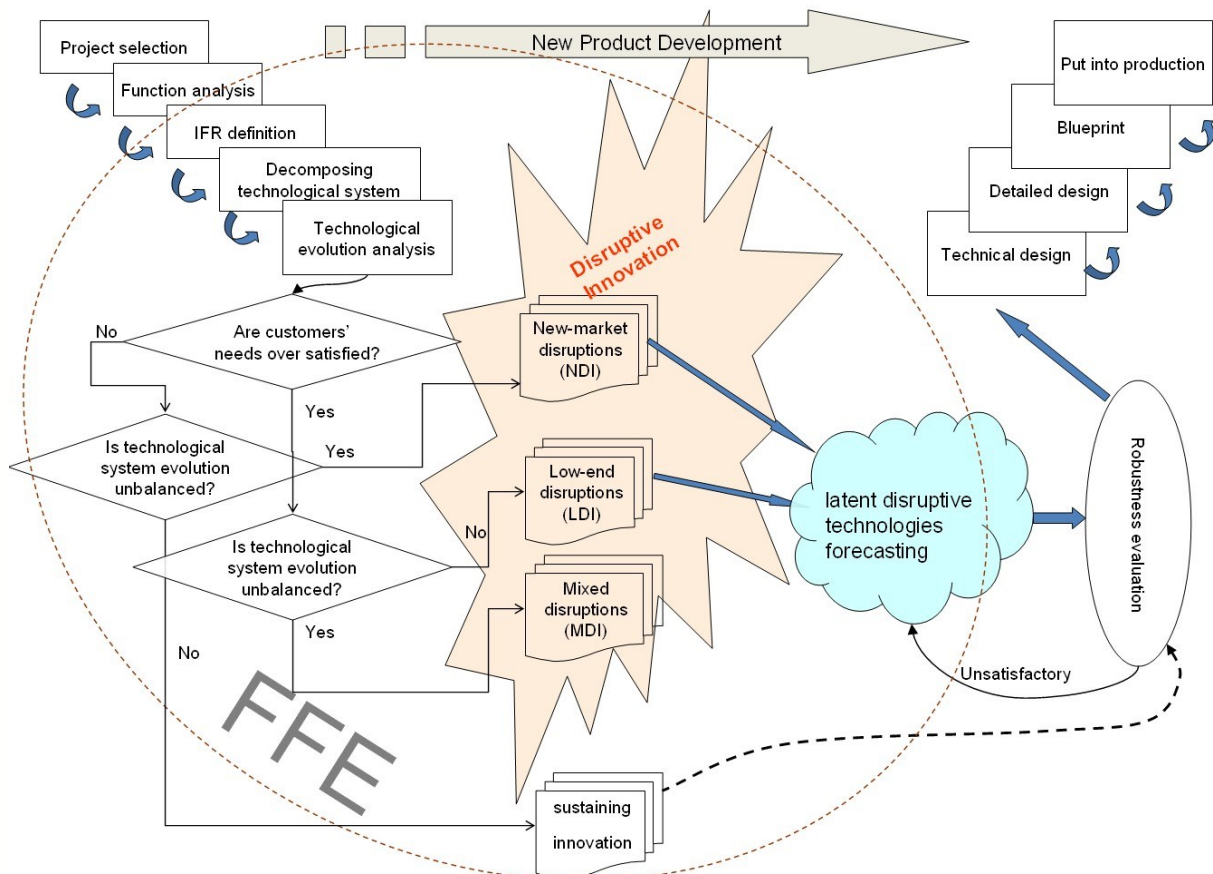 New Product Development
Project selection
Function analysis
IFR definition
Decomposing
technological system
Technological
evolution analysis
Put into production
Blueprint
Detailed design
Technical design
Disruptive
Innovation
No
Are customers'
needs over satisfied?
Yes
New-market
disruptions
(NDI)
Is technological
system evolution
unbalanced?
Yes
Low-end
disruptions
(LDI)
No
Is technological
system evolution
unbalanced?
Yes
No
Mixed
disruptions
(MDI)
latent disruptive
technologies
forecasting
Robustness evaluation
Unsatisfactory
FFE
sustaining
innovation